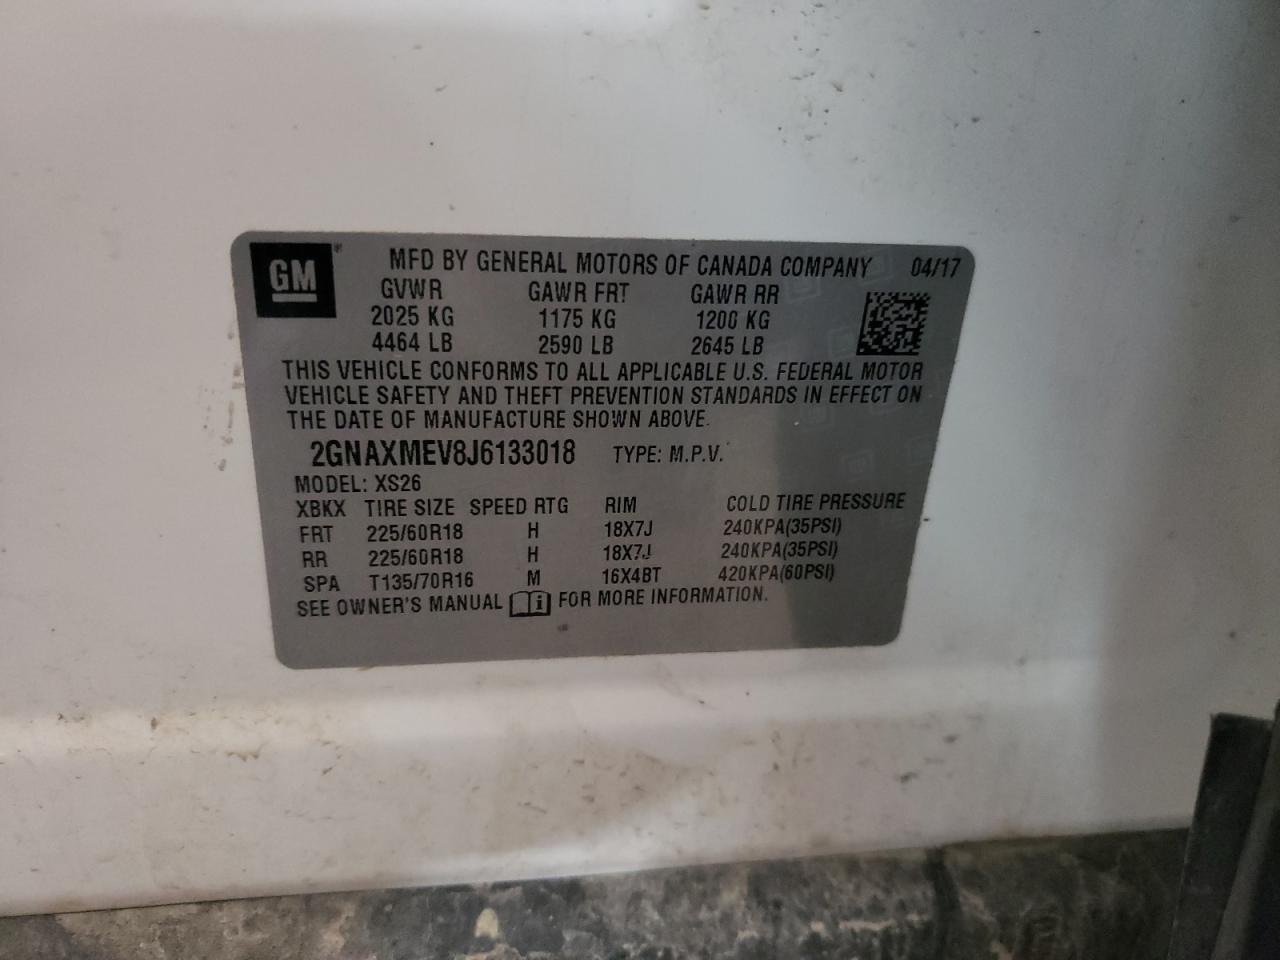 GM ® MFD BY GENERAL MOTORS OF CANADA COMPANY 04/17
GVWR GAWR FRT GAWR RR
2025 KG 1175 KG 1200 KG
4464 LB 2590 LB 2645 LB
THIS VEHICLE CONFORMS TO ALL APPLICABLE U.S. FEDERAL MOTOR
VEHICLE SAFETY AND THEFT PREVENTION STANDARDS IN EFFECT ON
THE DATE OF MANUFACTURE SHOWN ABOVE.
2GNAXMEV8J6133018 TYPE: M.P.V.
MODEL: XS26
XBKX TIRE SIZE SPEED RTG RIM COLD TIRE PRESSURE
FRT 225/60R18 H 18X7J 240KPA(35PSI)
RR 225/60R18 H 18X7J 240KPA(35PSI)
SPA T135/70R16 M 16X4BT 420KPA(60PSI)
SEE OWNER'S MANUAL i FOR MORE INFORMATION.